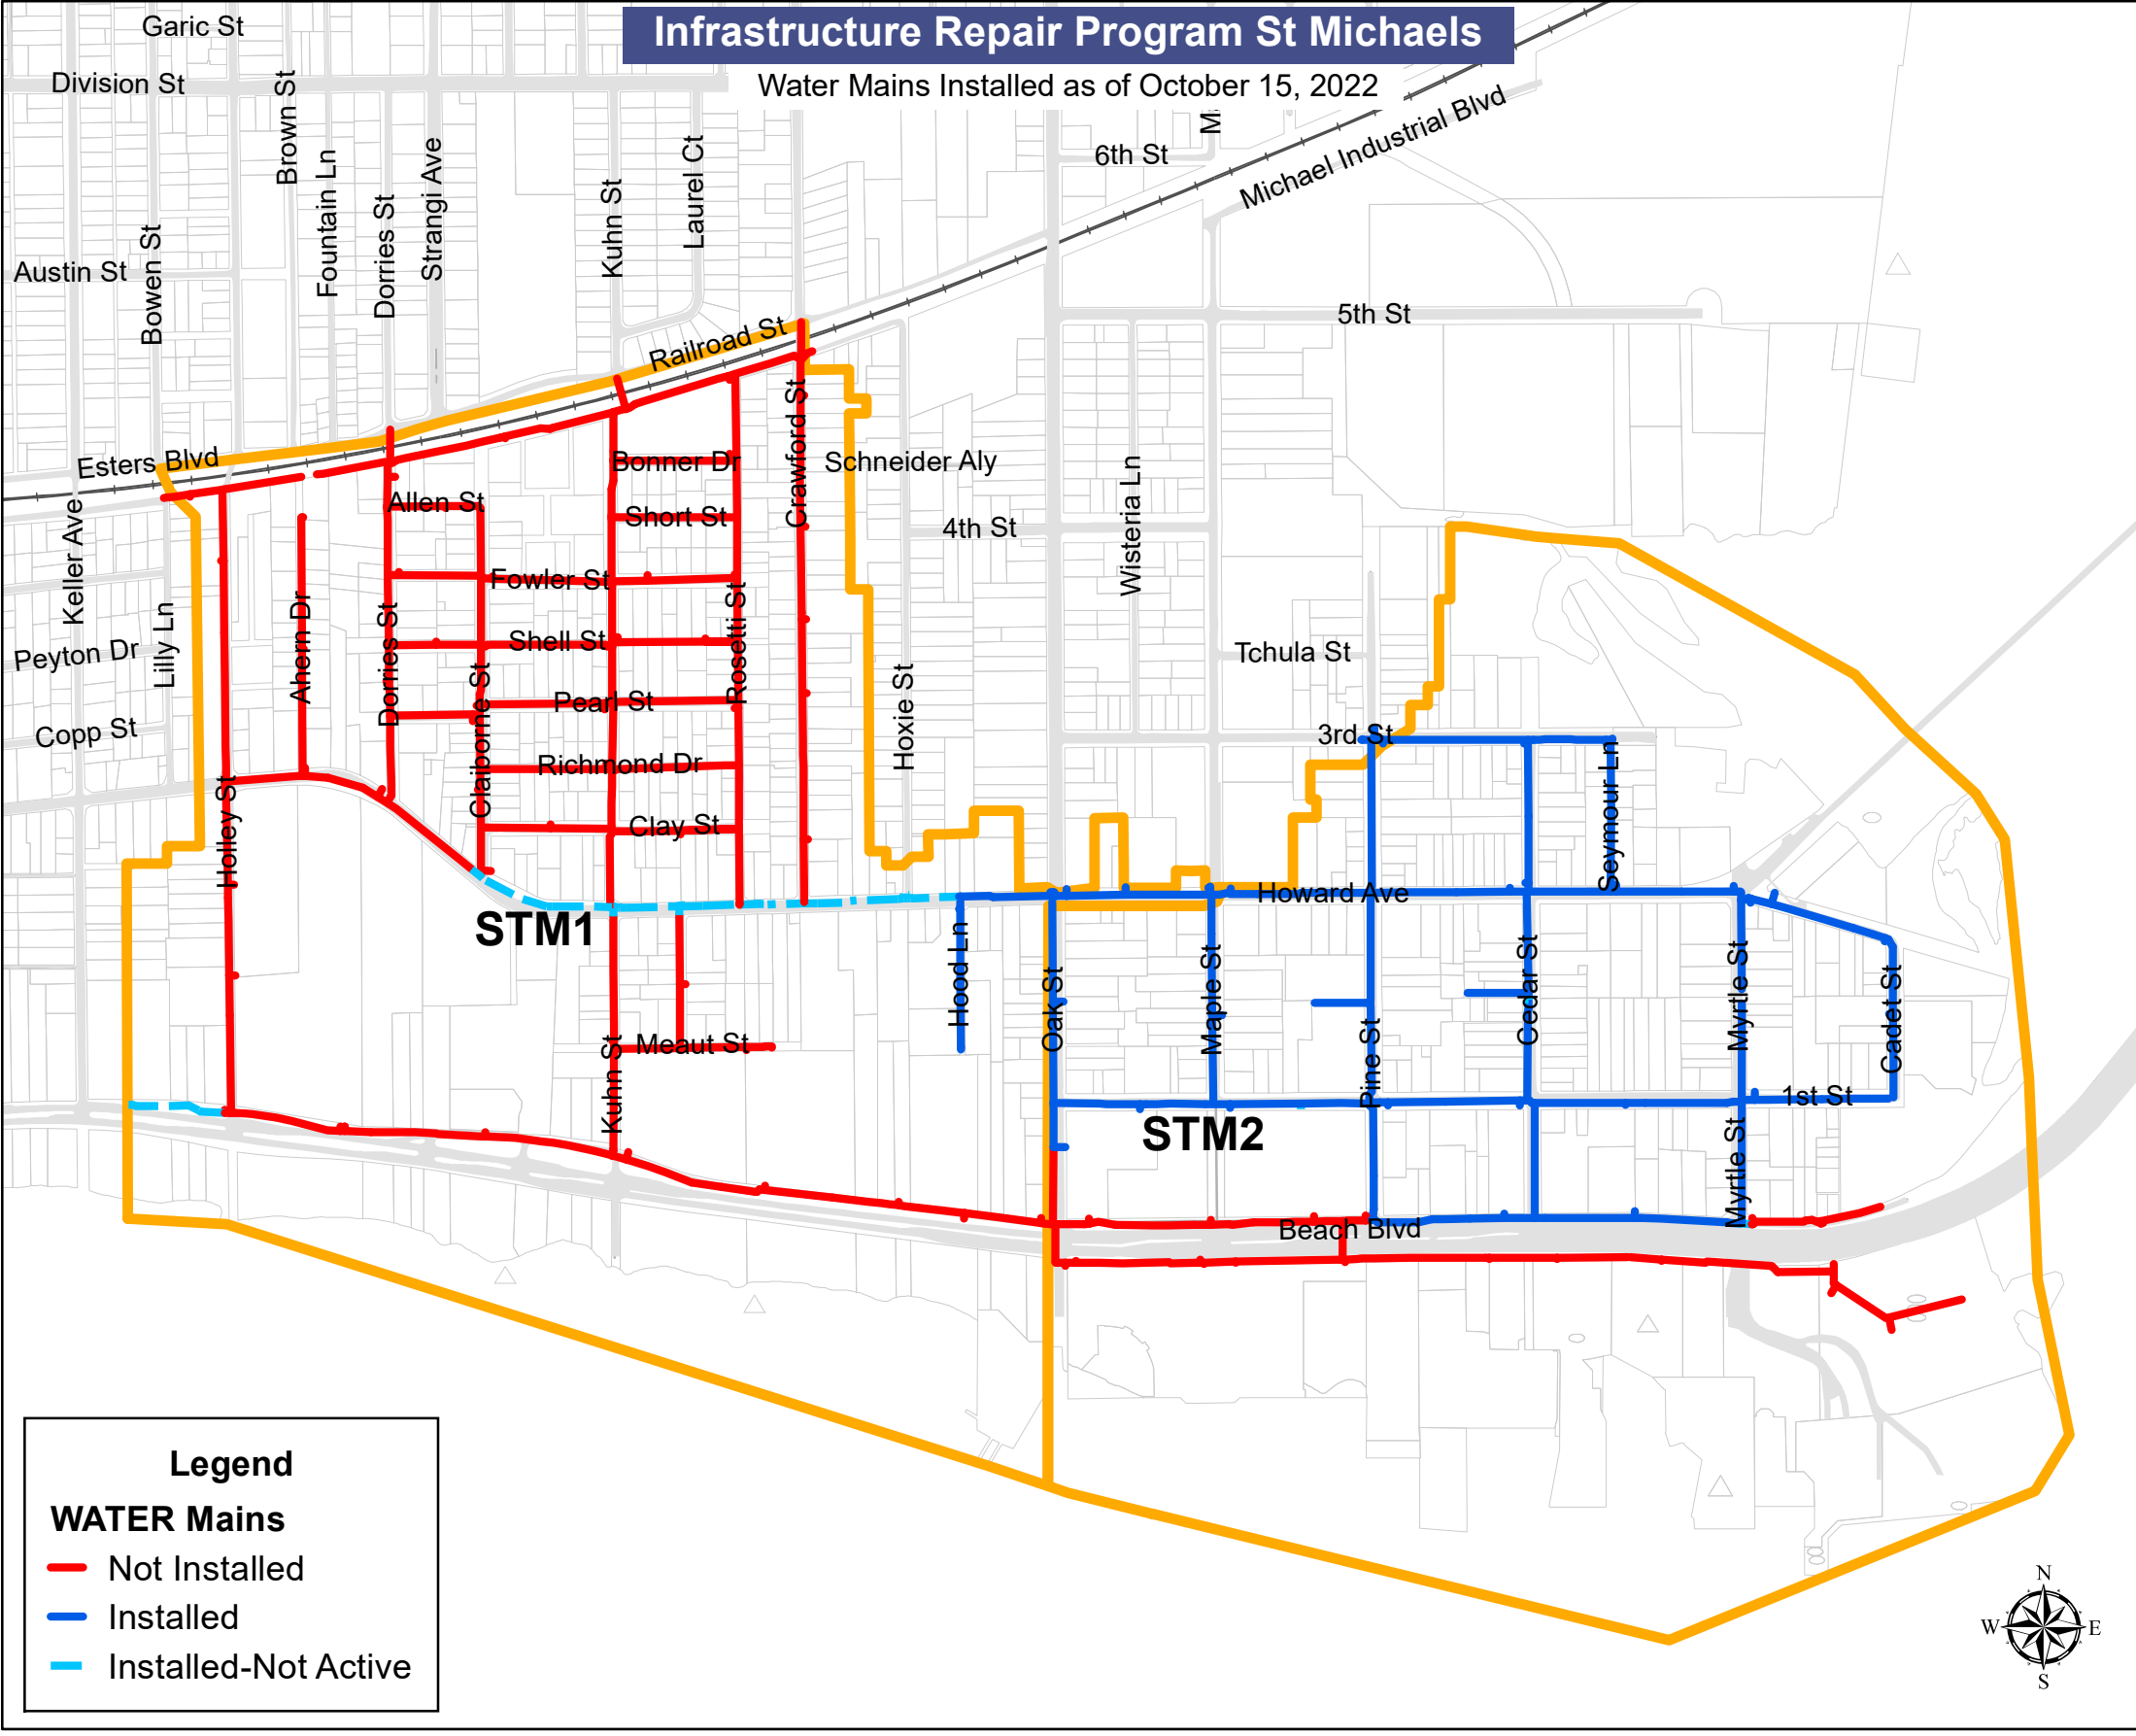 Infrastructure Repair Program St Michaels
Water Mains Installed as of October 15, 2022
Garic St
Division St
Brown St
Fountain Ln
Dorries St
Strangi Ave
Kuhn St
Laurel Ct
6th St
Michael Industrial Blvd
Bowen St
Austin St
5th St
Railroad St
Esters Blvd
Crawford St
Bonner Dr
Schneider Aly
Allen St
Short St
4th St
Wisteria Ln
Keller Ave
Fowler St
Lilly Ln
Ahern Dr
Dorries St
Shell St
Rosetti St
Peyton Dr
Tchula St
Claiborne St
Pearl St
Hoxie St
Copp St
3rd St
Richmond Dr
Seymour Ln
Holley St
Clay St
Howard Ave
STM1
Hood Ln
Oak St
Maple St
Cedar St
Myrtle St
Cadet St
Meaut St
Kuhn St
Pine St
1st St
STM2
Myrtle St
Beach Blvd
Legend
WATER Mains
Not Installed
Installed
Installed-Not Active
N
W E
S